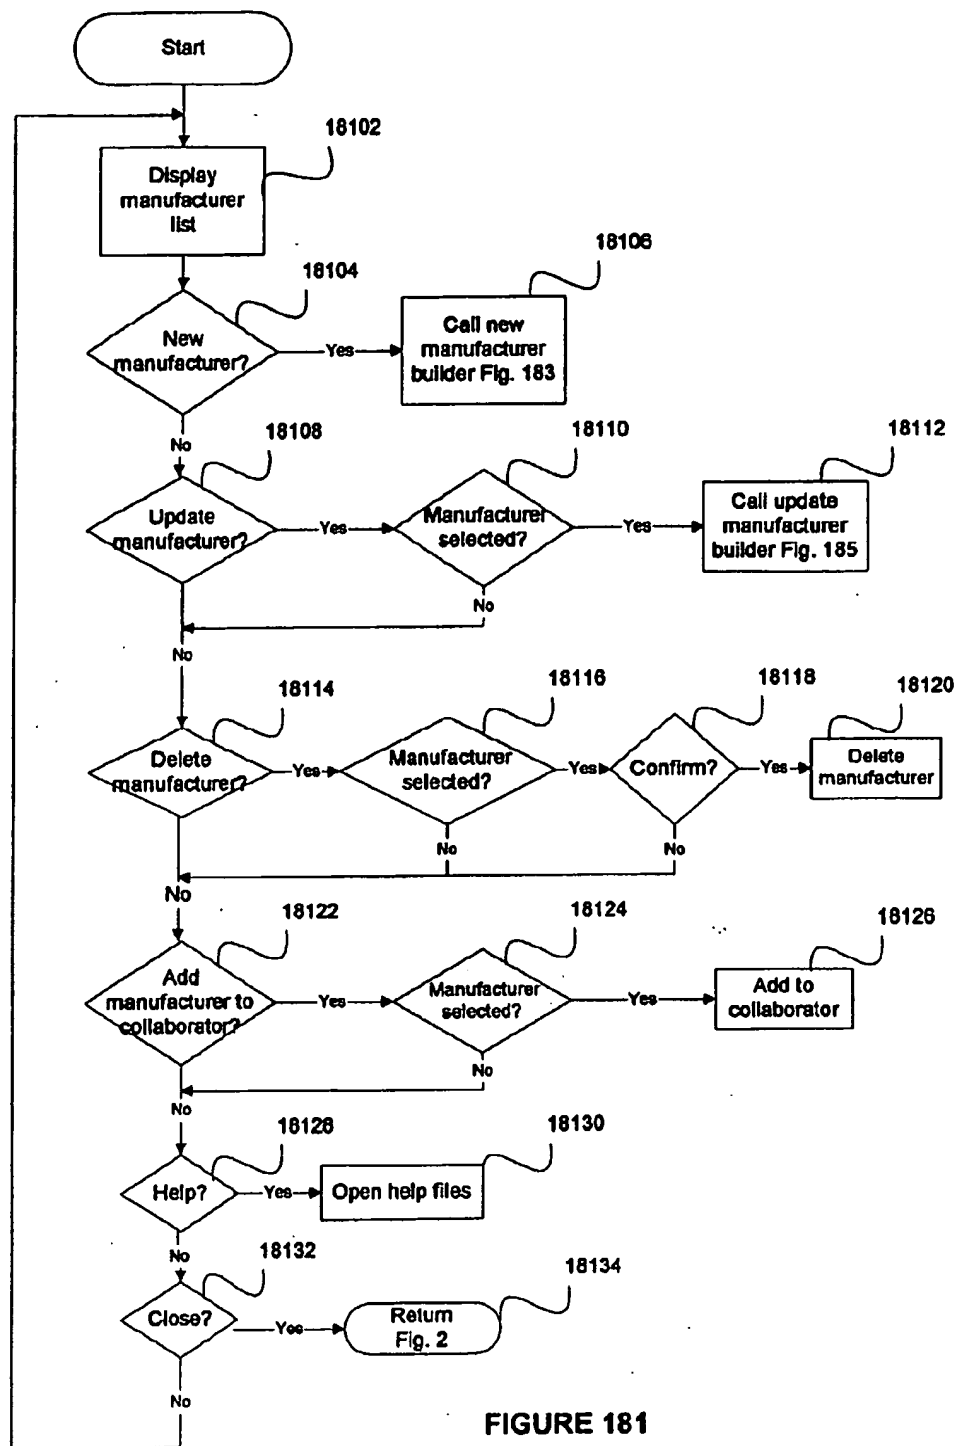 Start
18102
Display
manufacturer
list
18104
New
manufacturer?
Yes
18106
Call new
manufacturer
builder Fig. 183
No
18108
Update
manufacturer?
Yes
18110
Manufacturer
selected?
Yes
18112
Call update
manufacturer
builder Fig. 185
No
No
18114
Delete
manufacturer?
Yes
18116
Manufacturer
selected?
Yes
18118
Confirm?
Yes
18120
Delete
manufacturer
No
No
No
18122
Add
manufacturer to
collaborator?
Yes
18124
Manufacturer
selected?
Yes
18126
Add to
collaborator
No
No
18128
Help?
Yes
18130
Open help files
No
18132
Close?
Yes
18134
Return
Fig. 2
No
FIGURE 181